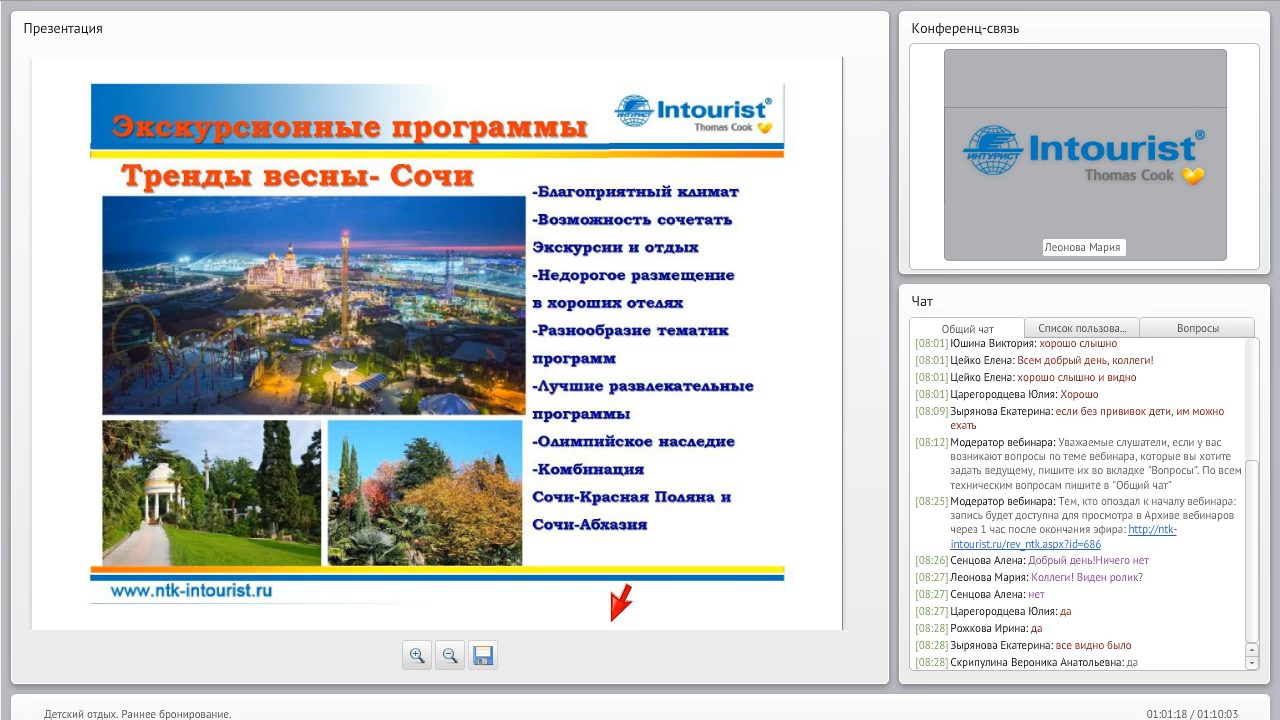 Презентация
Экскурсионные программы
Intourist®
Thomas Cook
Тренды весны- Сочи
-Благоприятный климат
-Возможность сочетать
Экскурсии и отдых
-Недорогое размещение
в хороших отелях
-Разнообразие тематик
программ
-Лучшие развлекательные
программы
-Олимпийское наследие
-Комбинация
Сочи-Красная Поляна и
Сочи-Абхазия
www.ntk-intourist.ru
Конференц-связь
ИНТУРИСТ
Intourist®
Thomas Cook
Леонова Мария
Чат
Общий чат
Список пользова...
Вопросы
[08:01] Юшина Виктория: хорошо слышно
[08:01] Цейко Елена: Всем добрый день, коллеги!
[08:01] Цейко Елена: хорошо слышно и видно
[08:01] Царегородцева Юлия: Хорошо
[08:09] Зырянова Екатерина: если без прививок дети, им можно
ехать
[08:12] Модератор вебинара: Уважаемые слушатели, если у вас
возникают вопросы по теме вебинара, которые вы хотите
задать ведущему, пишите их во вкладке "Вопросы". По всем
техническим вопросам пишите в "Общий чат"
[08:25] Модератор вебинара: Тем, кто опоздал к началу вебинара:
запись будет доступна для просмотра в Архиве вебинаров
через 1 час после окончания эфира: http://ntk-
intourist.ru/rev_ntk.aspx?id=686
[08:26] Сенцова Алена: Добрый день!Ничего нет
[08:27] Леонова Мария: Коллеги! Виден ролик?
[08:27] Сенцова Алена: нет
[08:27] Царегородцева Юлия: да
[08:28] Рожкова Ирина: да
[08:28] Зырянова Екатерина: все видно было
[08:28] Скрипулина Вероника Анатольевна: да
Детский отдых. Раннее бронирование.
01:01:18 / 01:10:03